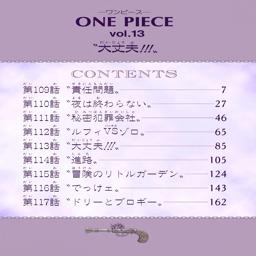 ―ワンピース―
ONE PIECE
vol.13
〝大丈夫!!!〟
CONTENTS
第109話 〝責任問題〟 7
第110話 〝夜は終わらない〟 27
第111話 〝秘密犯罪会社〟 46
第112話 〝ルフィVSゾロ〟 65
第113話 〝大丈夫!!!〟 85
第114話 〝進路〟 105
第115話 〝冒険のリトルガーデン〟 124
第116話 〝でっけェ〟 143
第117話 〝ドリーとブロギー〟 162